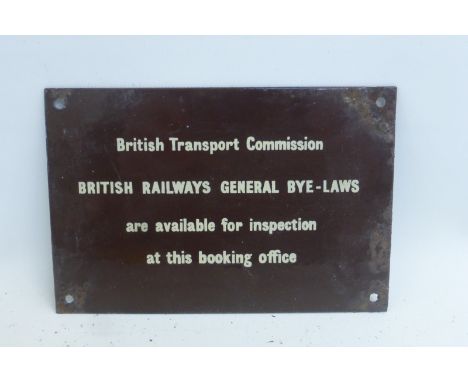 British Transport Commission
BRITISH RAILWAYS GENERAL BYE-LAWS
are available for inspection
at this booking office